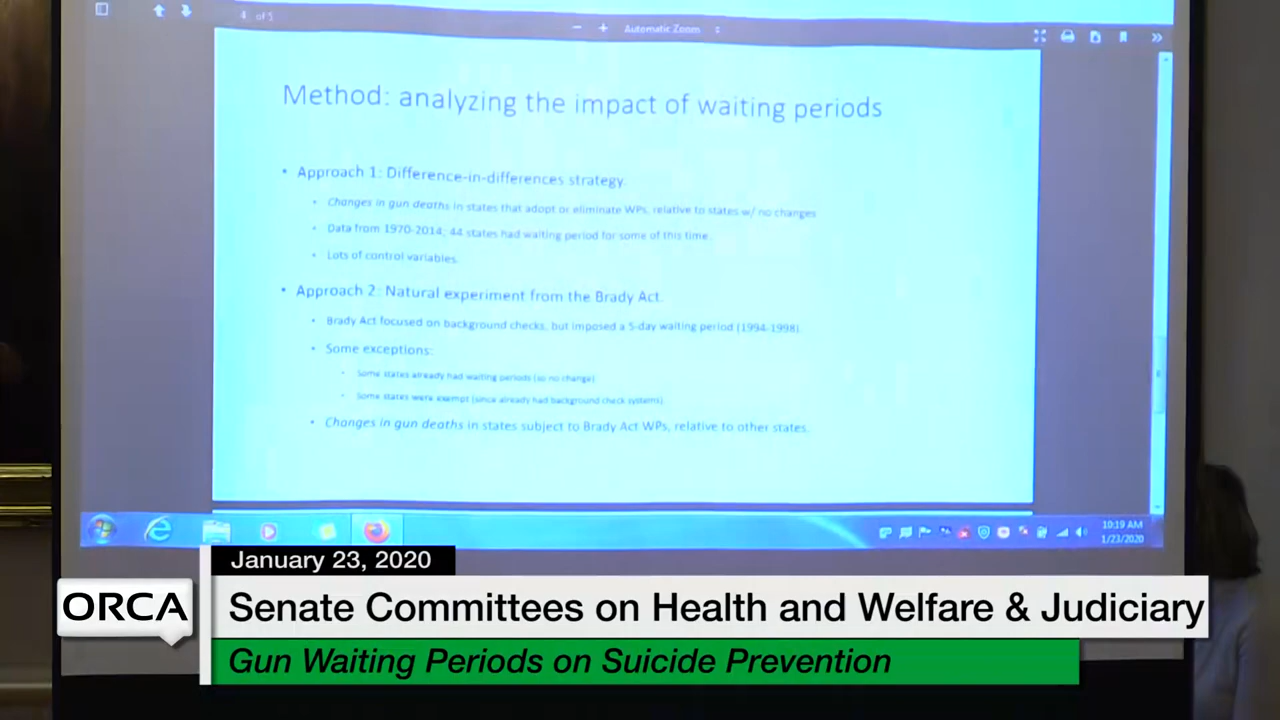 4 of 5
Automatic Zoom
Method: analyzing the impact of waiting periods
• Approach 1: Difference-in-differences strategy.
• Changes in gun deaths in states that adopt or eliminate WPs, relative to states w/ no changes
• Data from 1970-2014; 44 states had waiting period for some of this time.
• Lots of control variables.
• Approach 2: Natural experiment from the Brady Act.
• Brady Act focused on background checks, but imposed a 5-day waiting period (1994-1998).
• Some exceptions:
- Some states already had waiting periods (so no change)
- Some states were exempt (since already had background check systems)
• Changes in gun deaths in states subject to Brady Act WPs, relative to other states.
10:19 AM
1/23/2020
January 23, 2020
ORCA
Senate Committees on Health and Welfare & Judiciary
Gun Waiting Periods on Suicide Prevention